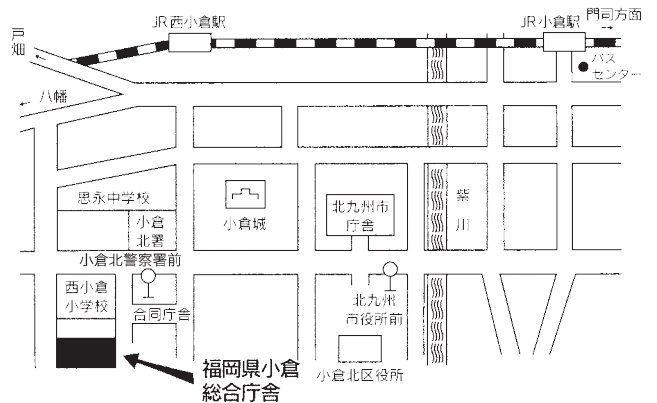 JR西小倉駅
JR小倉駅
門司方面
戸畑
バス
センター
八幡
思永中学校
小倉
北署
小倉城
北九州市
庁舎
紫川
小倉北警察署前
西小倉
小学校
合同庁舎
北九州
市役所前
小倉北区役所
福岡県小倉
総合庁舎